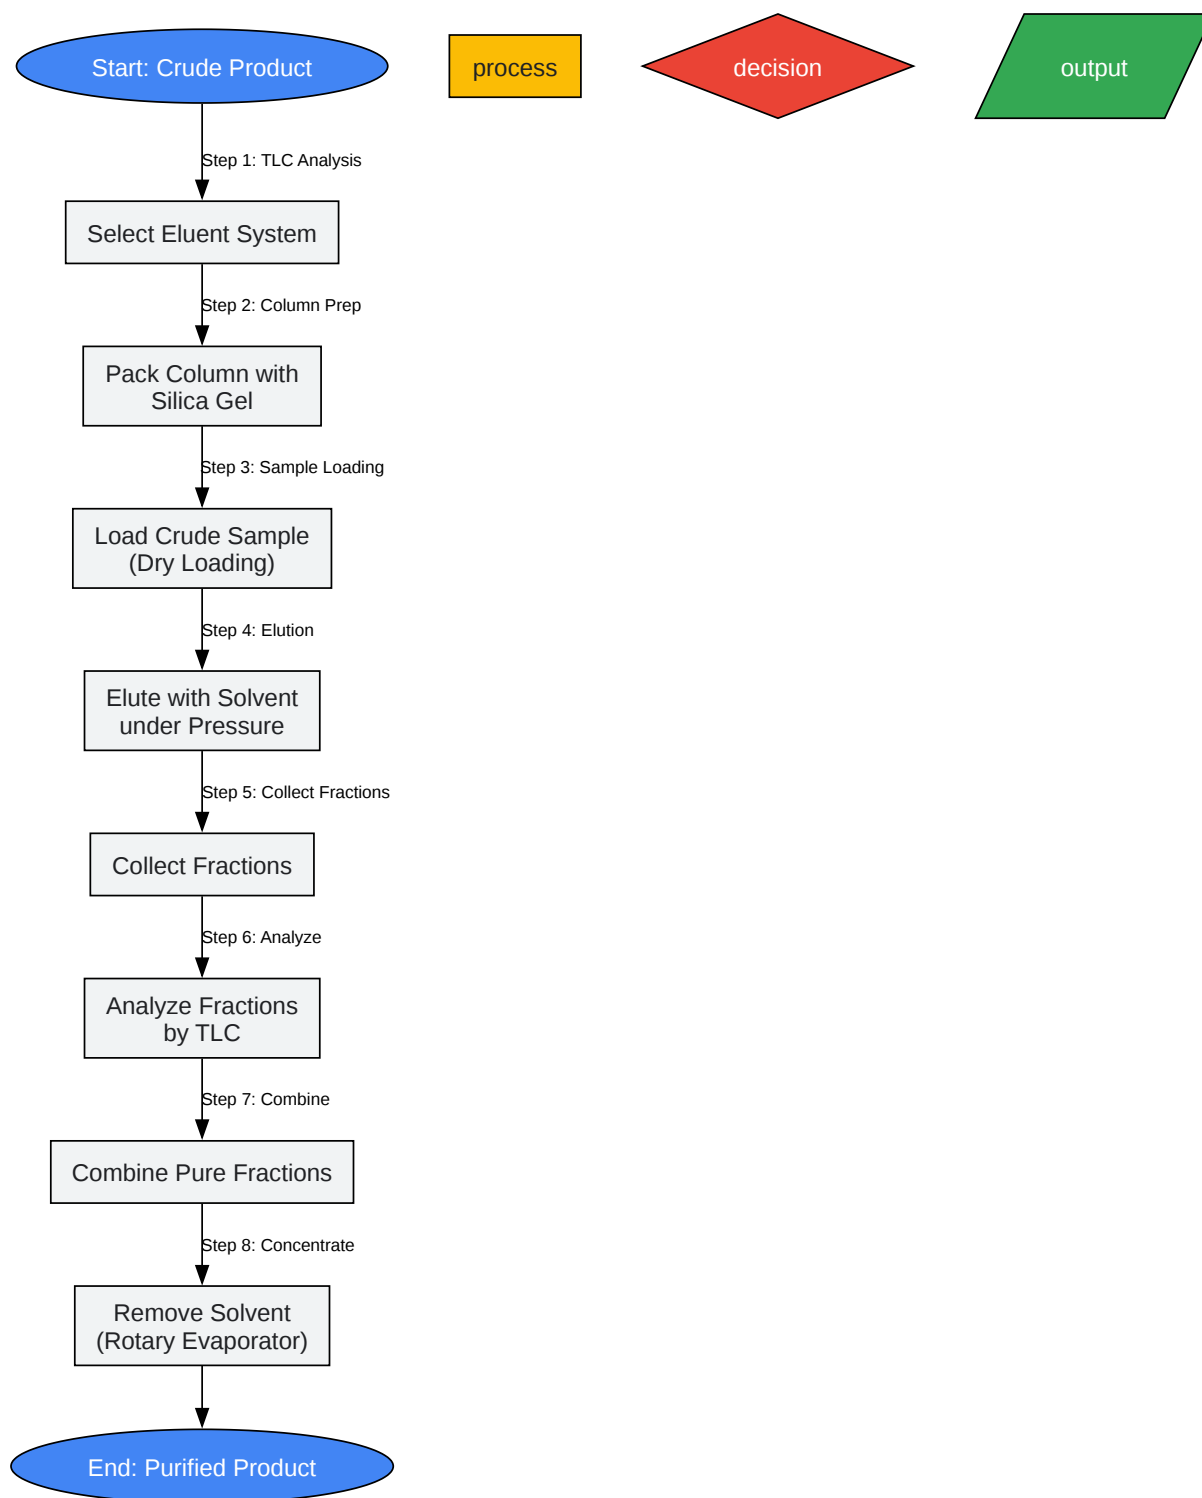 Start: Crude Product
process
decision
output
Step 1: TLC Analysis
Select Eluent System
Step 2: Column Prep
Pack Column with
Silica Gel
Step 3: Sample Loading
Load Crude Sample
(Dry Loading)
Step 4: Elution
Elute with Solvent
under Pressure
Step 5: Collect Fractions
Collect Fractions
Step 6: Analyze
Analyze Fractions
by TLC
Step 7: Combine
Combine Pure Fractions
Step 8: Concentrate
Remove Solvent
(Rotary Evaporator)
End: Purified Product